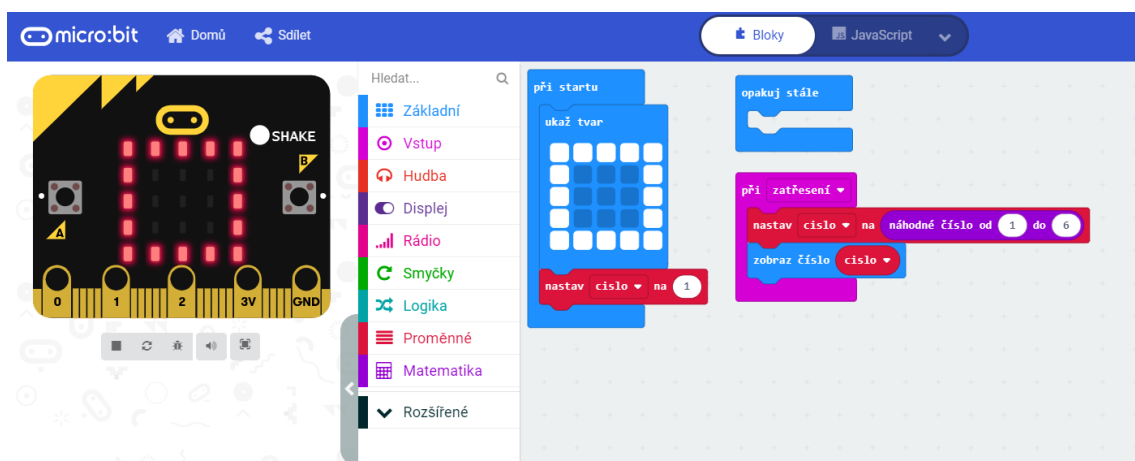 micro:bit Domů Sdílet Bloky JavaScript
SHAKE
B
A
0 1 2 3V GND
Hledat...
Základní
Vstup
Hudba
Displej
Rádio
Smyčky
Logika
Proměnné
Matematika
Rozšířené
při startu
ukaž tvar
nastav cislo na 1
opakuj stále
při zatřesení
nastav cislo na náhodné číslo od 1 do 6
zobraz číslo cislo